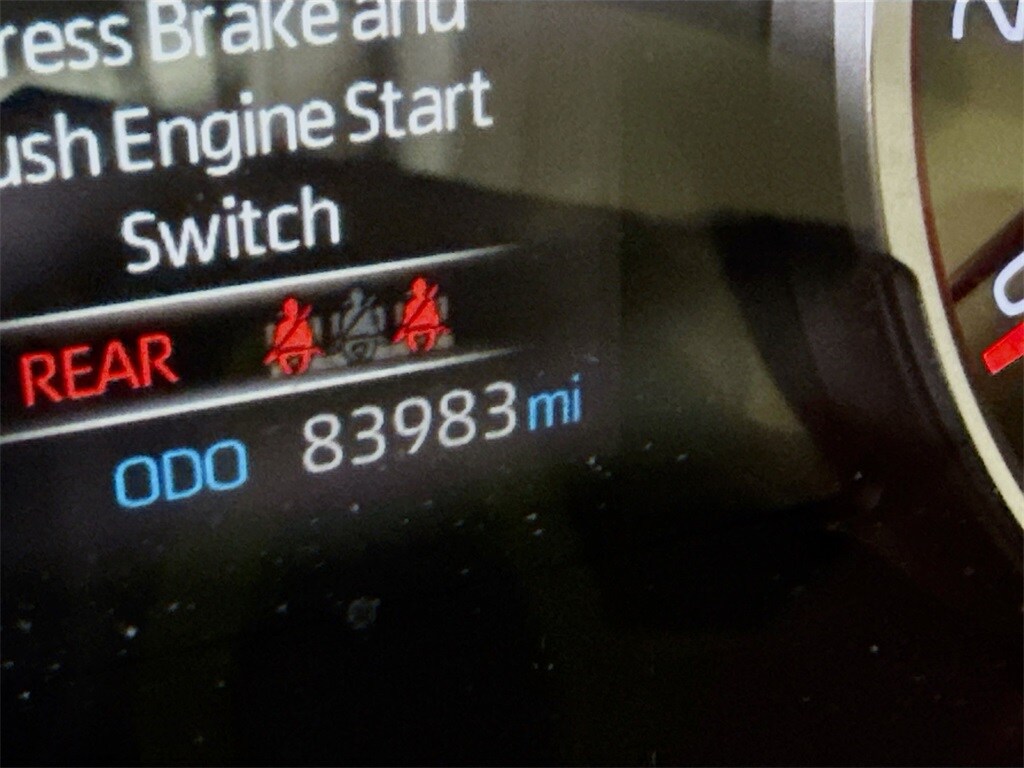 ress Brake and
ush Engine Start
Switch
REAR
ODO 83983 mi